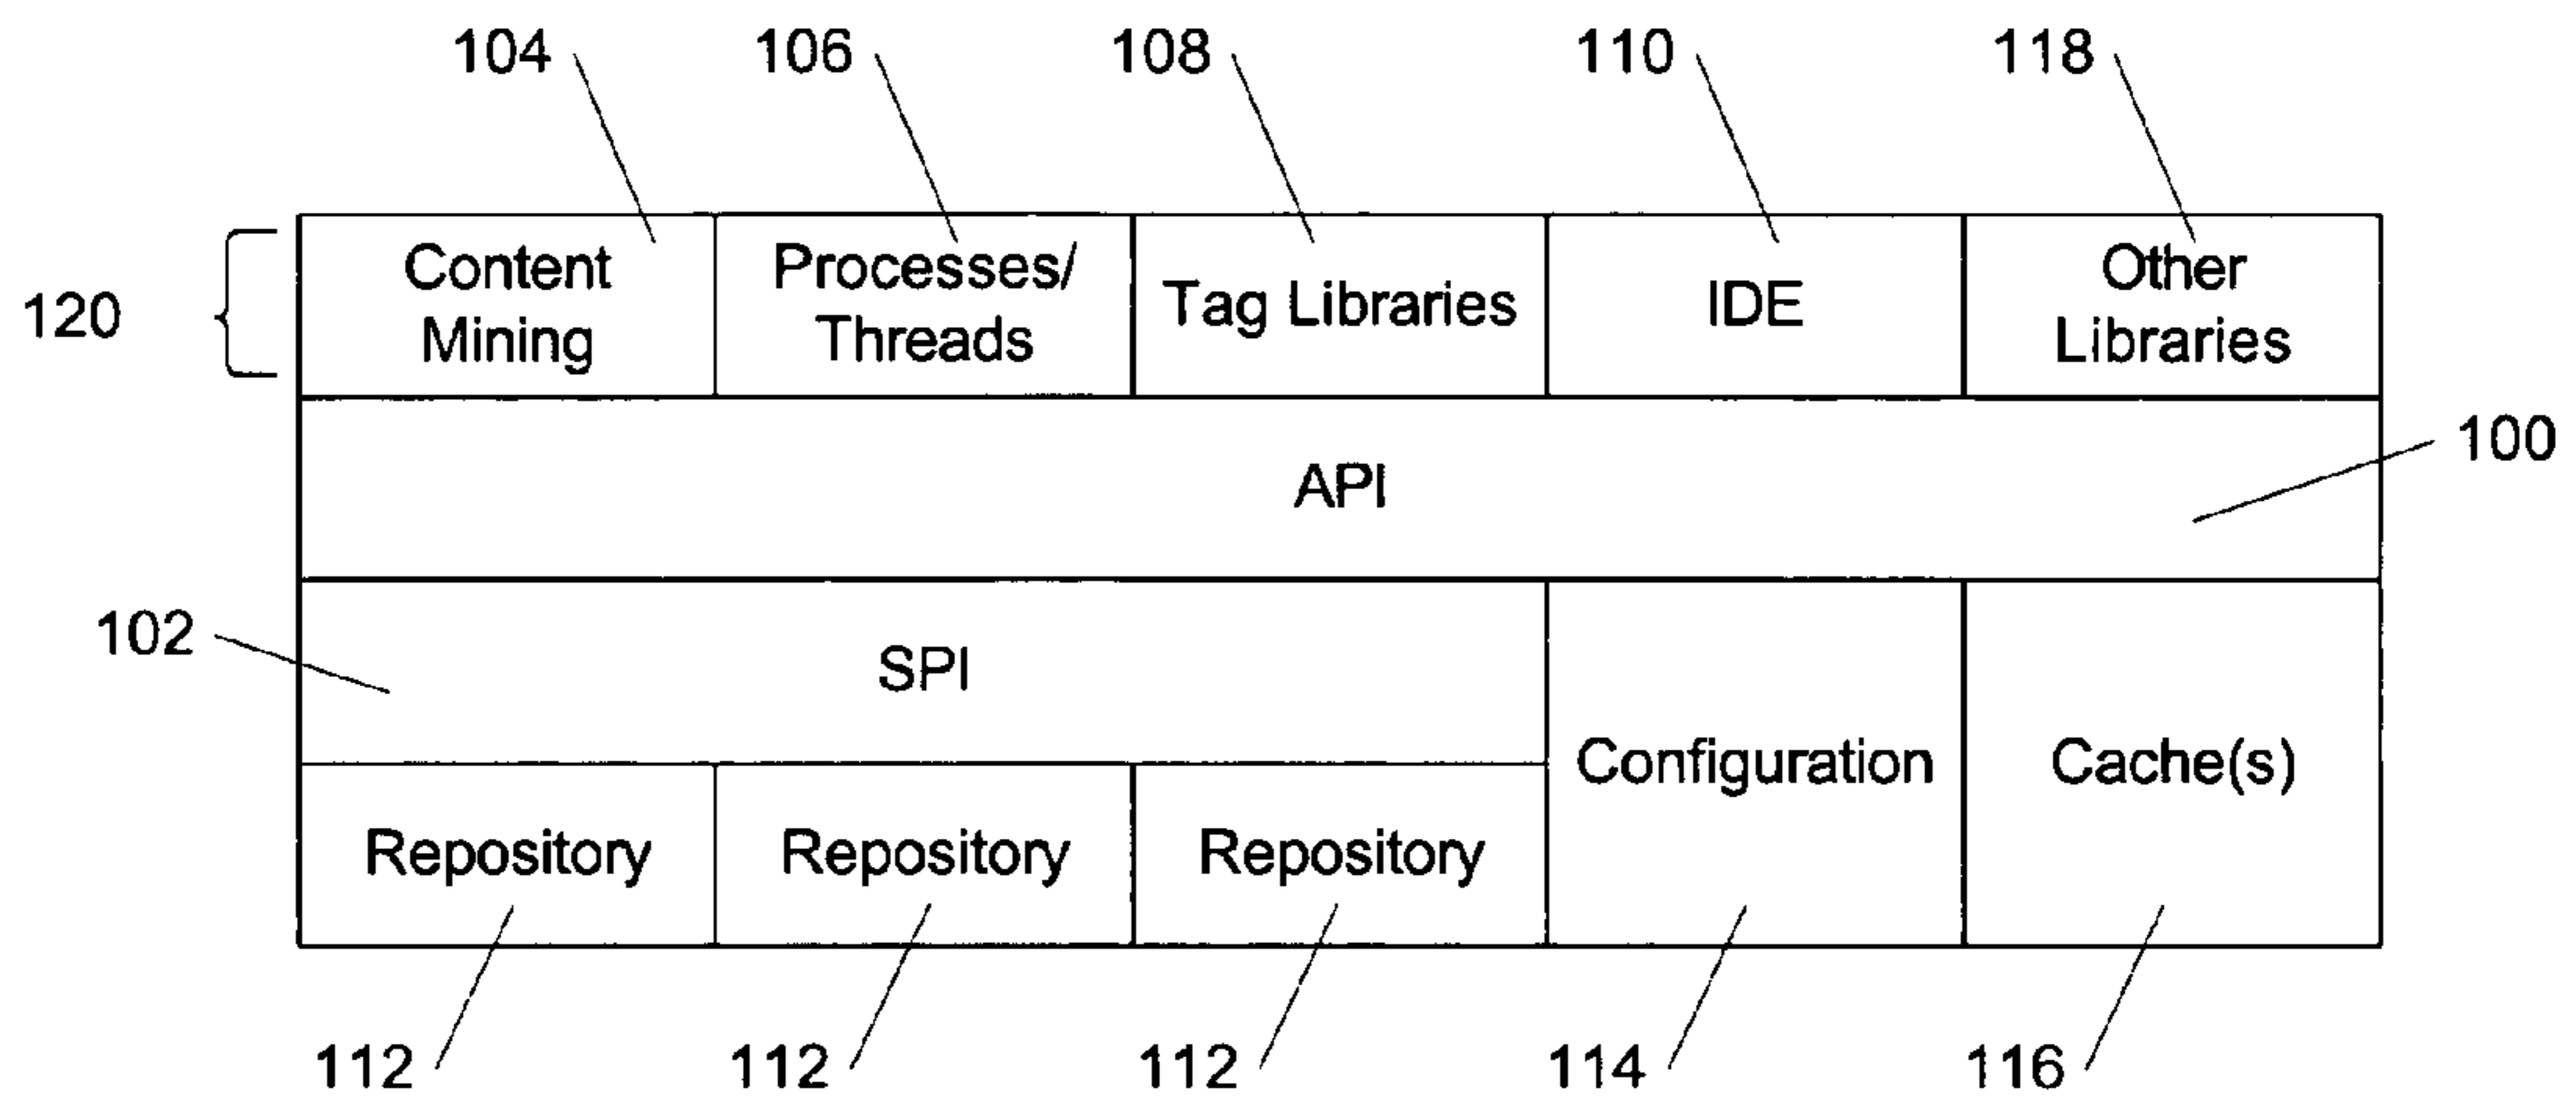 104
106
108
110
118
120
Content
Mining
Processes/
Threads
Tag Libraries
IDE
Other
Libraries
API
100
102
SPI
Configuration
Cache(s)
Repository
Repository
Repository
112
112
112
114
116